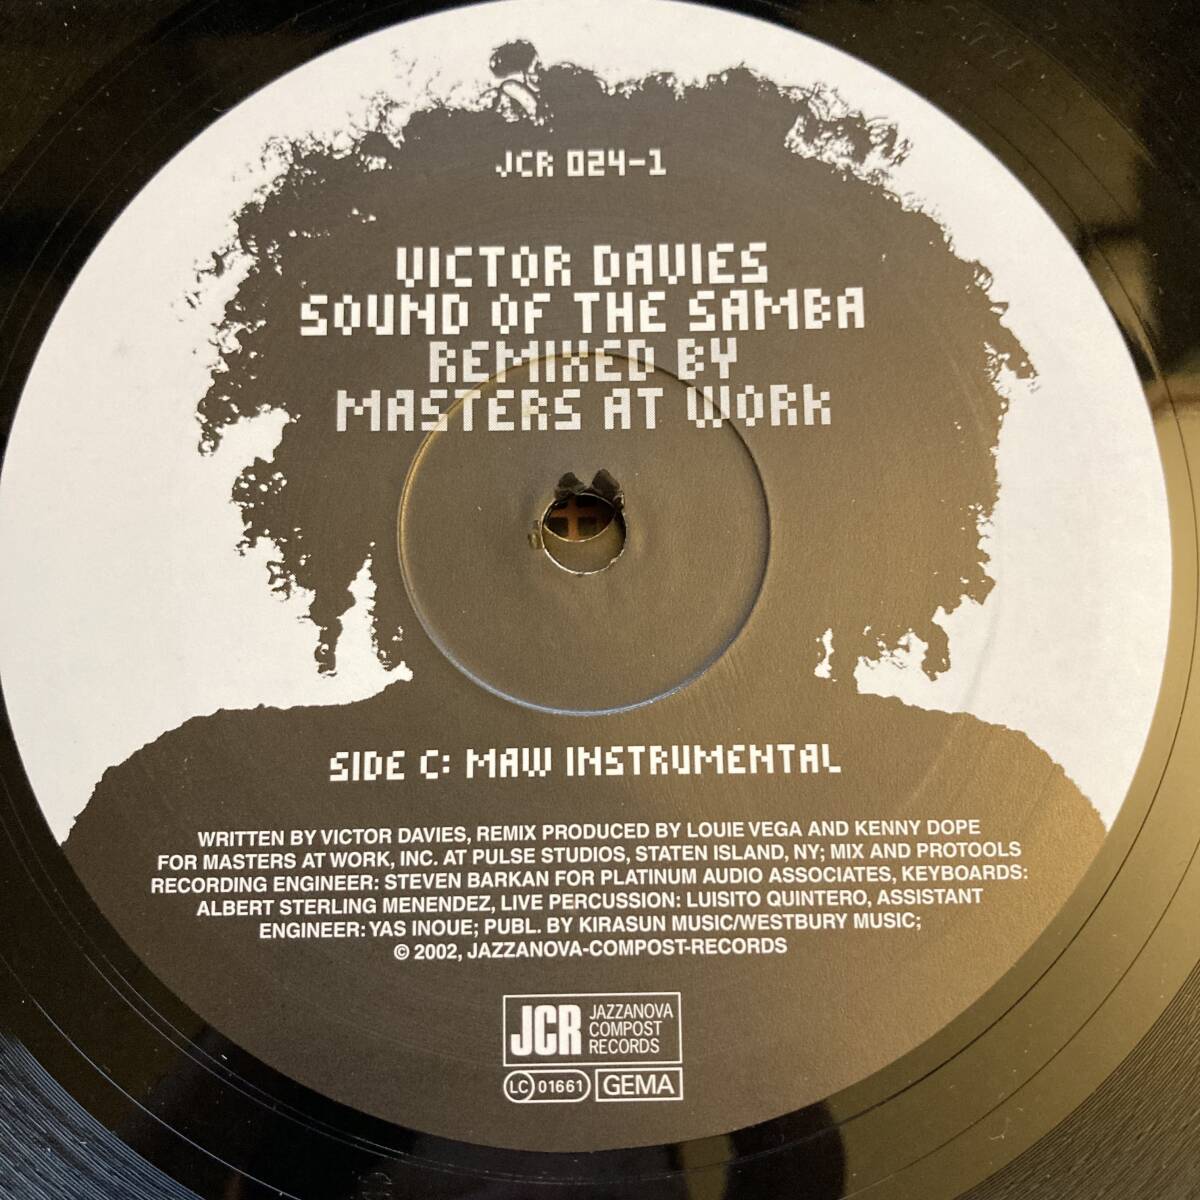 JCR 024-1
VICTOR DAVIES
SOUND OF THE SAMBA
REMIXED BY
MASTERS AT WORK
SIDE C: MAW INSTRUMENTAL
WRITTEN BY VICTOR DAVIES, REMIX PRODUCED BY LOUIE VEGA AND KENNY DOPE
FOR MASTERS AT WORK, INC. AT PULSE STUDIOS, STATEN ISLAND, NY; MIX AND PROTOOLS
RECORDING ENGINEER: STEVEN BARKAN FOR PLATINUM AUDIO ASSOCIATES, KEYBOARDS:
ALBERT STERLING MENENDEZ, LIVE PERCUSSION: LUISITO QUINTERO, ASSISTANT
ENGINEER: YAS INOUE; PUBL. BY KIRASUN MUSIC/WESTBURY MUSIC;
© 2002, JAZZANOVA-COMPOST-RECORDS
JCR JAZZANOVA
COMPOST
RECORDS
LC 01661 GEMA